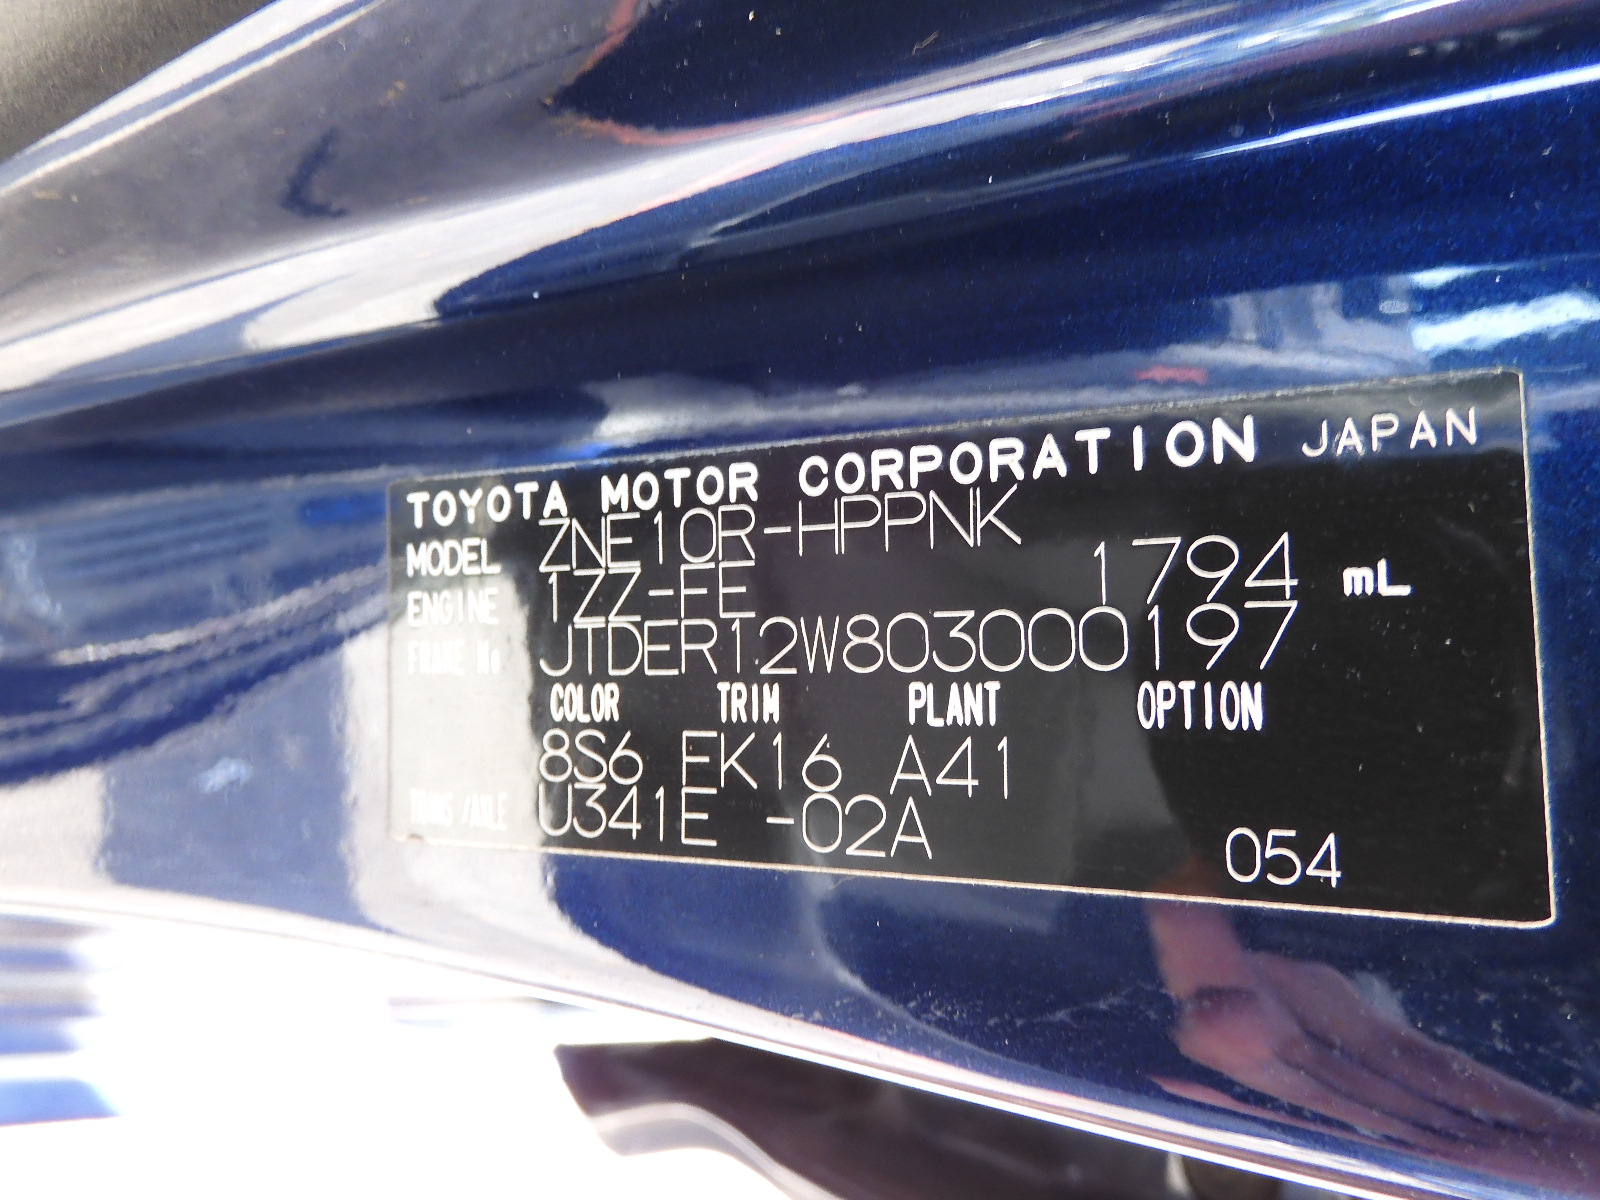 TOYOTA MOTOR CORPORATION JAPAN
MODEL ZNE10R-HPPNK
ENGINE 1ZZ-FE 1794 mL
FRAME No JTDER12W803000197
COLOR TRIM PLANT OPTION
8S6 FK16 A41
TRANS/AXLE U341E -02A
054